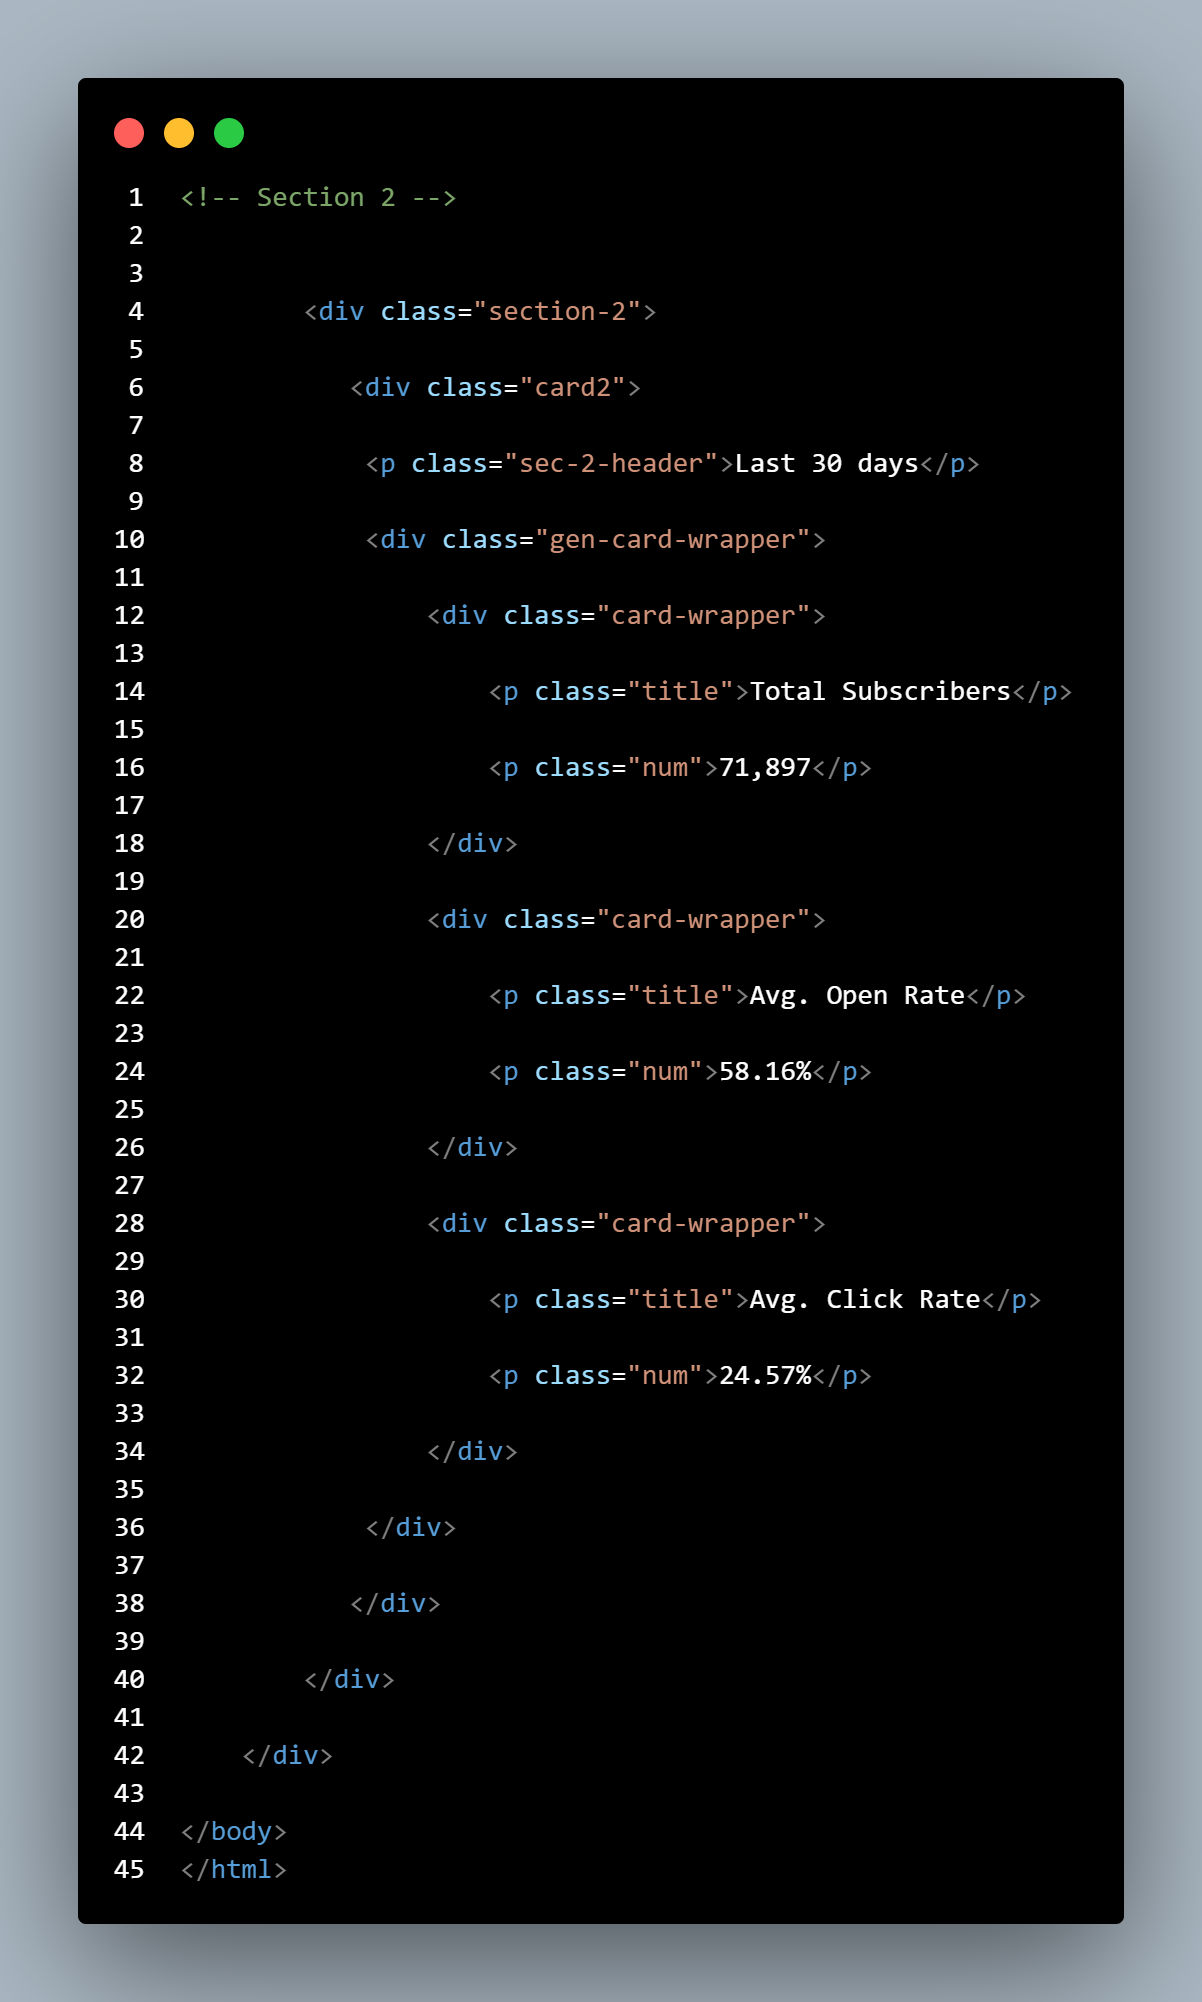 1 <!-- Section 2 -->
2
3
4         <div class="section-2">
5
6            <div class="card2">
7
8             <p class="sec-2-header">Last 30 days</p>
9
10             <div class="gen-card-wrapper">
11
12                 <div class="card-wrapper">
13
14                     <p class="title">Total Subscribers</p>
15
16                     <p class="num">71,897</p>
17
18                 </div>
19
20                 <div class="card-wrapper">
21
22                     <p class="title">Avg. Open Rate</p>
23
24                     <p class="num">58.16%</p>
25
26                 </div>
27
28                 <div class="card-wrapper">
29
30                     <p class="title">Avg. Click Rate</p>
31
32                     <p class="num">24.57%</p>
33
34                 </div>
35
36             </div>
37
38            </div>
39
40         </div>
41
42     </div>
43
44 </body>
45 </html>